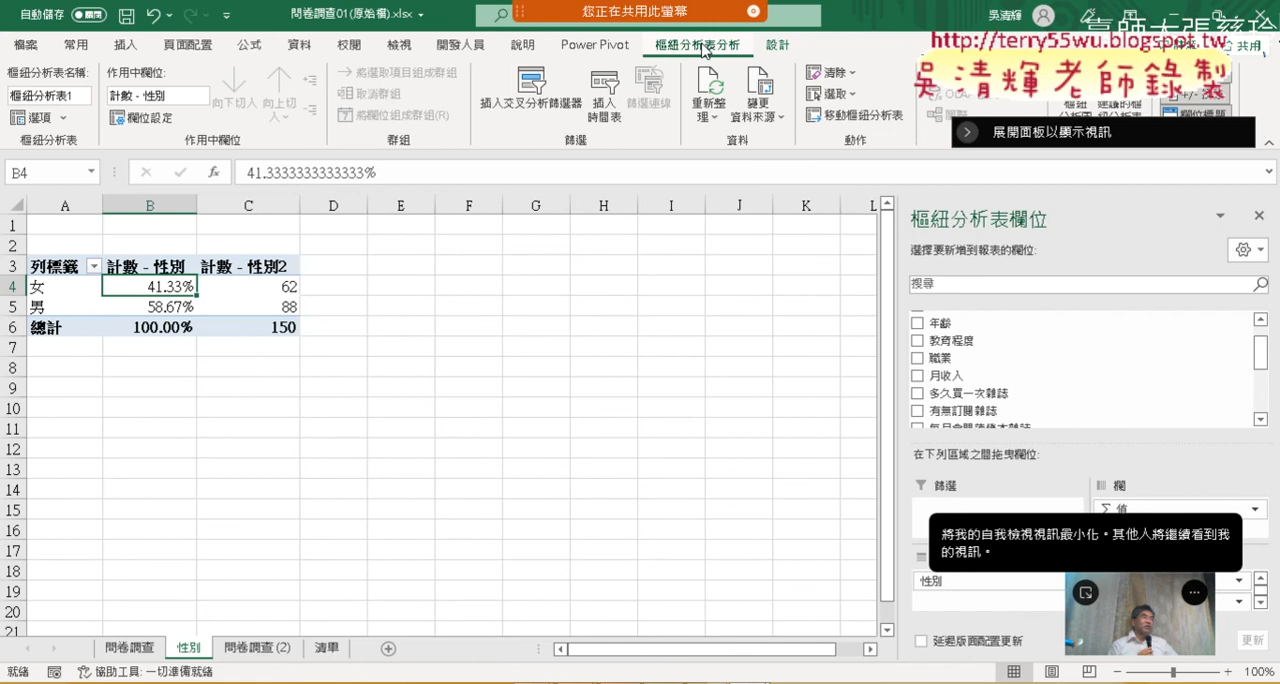 自動儲存
問卷調查01(原始檔).xlsx
您正在共用此螢幕
吳清輝
檔案 常用 插入 頁面配置 公式 資料 校閱 檢視 開發人員 說明 Power Pivot 樞紐分析表分析 設計
共用
http://terry55wu.blogspot.tw
吳清輝老師錄製
樞紐分析表名稱: 作用中欄位:
樞紐分析表1 計數 - 性別
選項 欄位設定
向下切入 向上切入
將選取項目組成群組
取消群組
將欄位組成群組(R)
插入交叉分析篩選器 插入時間表 篩選連線
重新整理 變更資料來源
清除
選取
移動樞紐分析表
樞紐分析表 作用中欄位 群組 篩選 資料 動作
展開面板以顯示視訊
B4 fx 41.3333333333333%
A B C D E F G H I J K L
1
2
3 列標籤 計數 - 性別 計數 - 性別2
4 女 41.33% 62
5 男 58.67% 88
6 總計 100.00% 150
7
8
9
10
11
12
13
14
15
16
17
18
19
20
21
樞紐分析表欄位
選擇要新增到報表的欄位:
搜尋
年齡
教育程度
職業
月收入
多久買一次雜誌
有無訂閱雜誌
在下列區域之間拖曳欄位:
篩選 欄
Σ 值
將我的自我檢視視訊最小化。其他人將繼續看到我的視訊。
性別
延遲版面配置更新 更新
問卷調查 性別 問卷調查 (2) 清單
就緒 協助工具: 一切準備就緒 100%